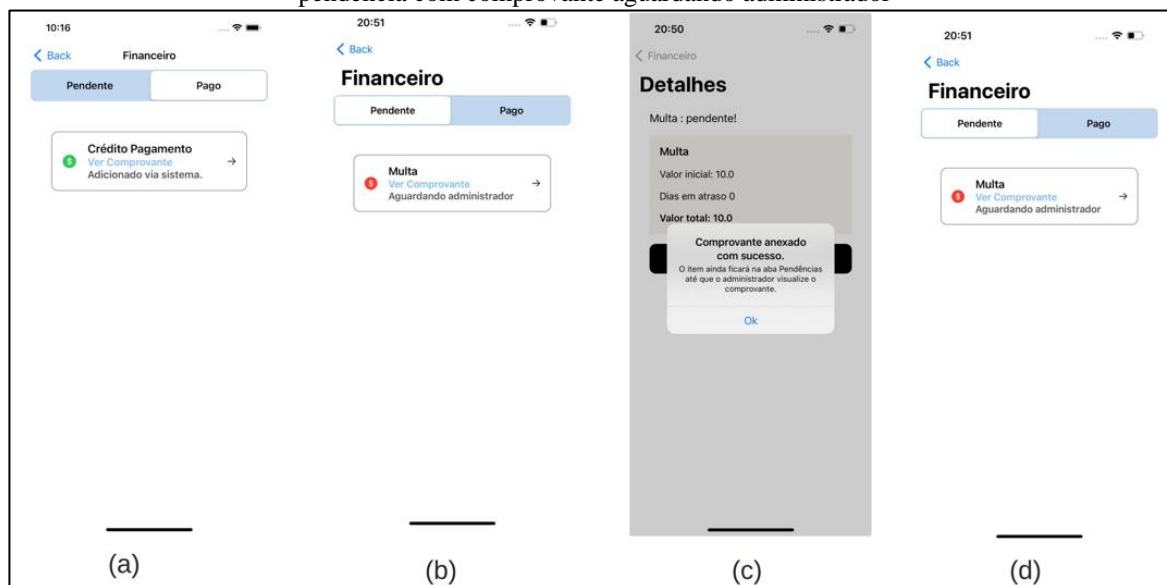 pendência com comprovante aguardando administrador
10:16
Back
Financeiro
Pendente
Pago
Crédito Pagamento
Ver Comprovante
Adicionado via sistema.
(a)
20:51
Back
Financeiro
Pendente
Pago
Multa
Ver Comprovante
Aguardando administrador
(b)
20:50
Financeiro
Detalhes
Multa : pendente!
Multa
Valor inicial: 10.0
Dias em atraso 0
Valor total: 10.0
Comprovante anexado
com sucesso.
O item ainda ficará na aba Pendências
até que o administrador visualize o
comprovante.
Ok
(c)
20:51
Back
Financeiro
Pendente
Pago
Multa
Ver Comprovante
Aguardando administrador
(d)